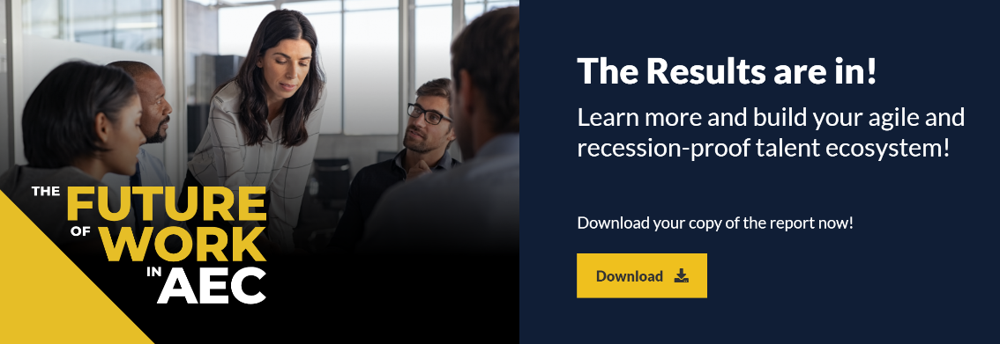 THE FUTURE
OF WORK
IN AEC
The Results are in!
Learn more and build your agile and
recession-proof talent ecosystem!
Download your copy of the report now!
Download